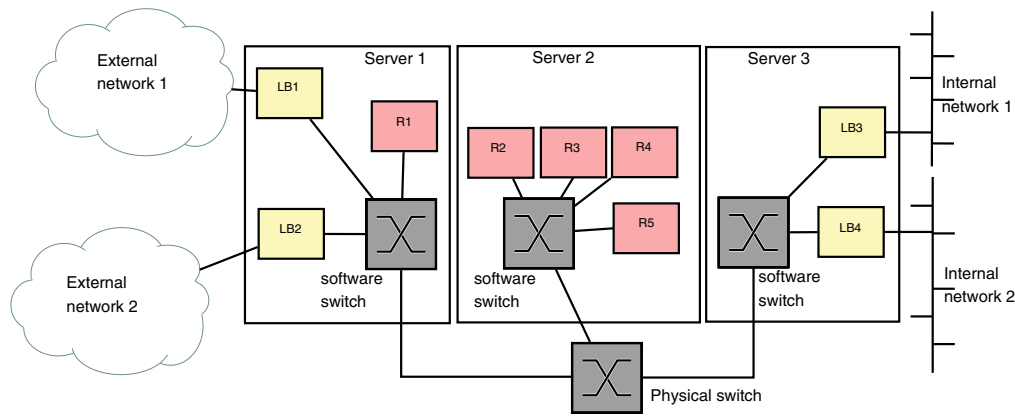 External
network 1
Server 1
Server 2
Server 3
LB1
R1
R2
R3
R4
R5
LB2
LB3
LB4
Internal
network 1
External
network 2
software
switch
software
switch
software
switch
Internal
network 2
Physical switch